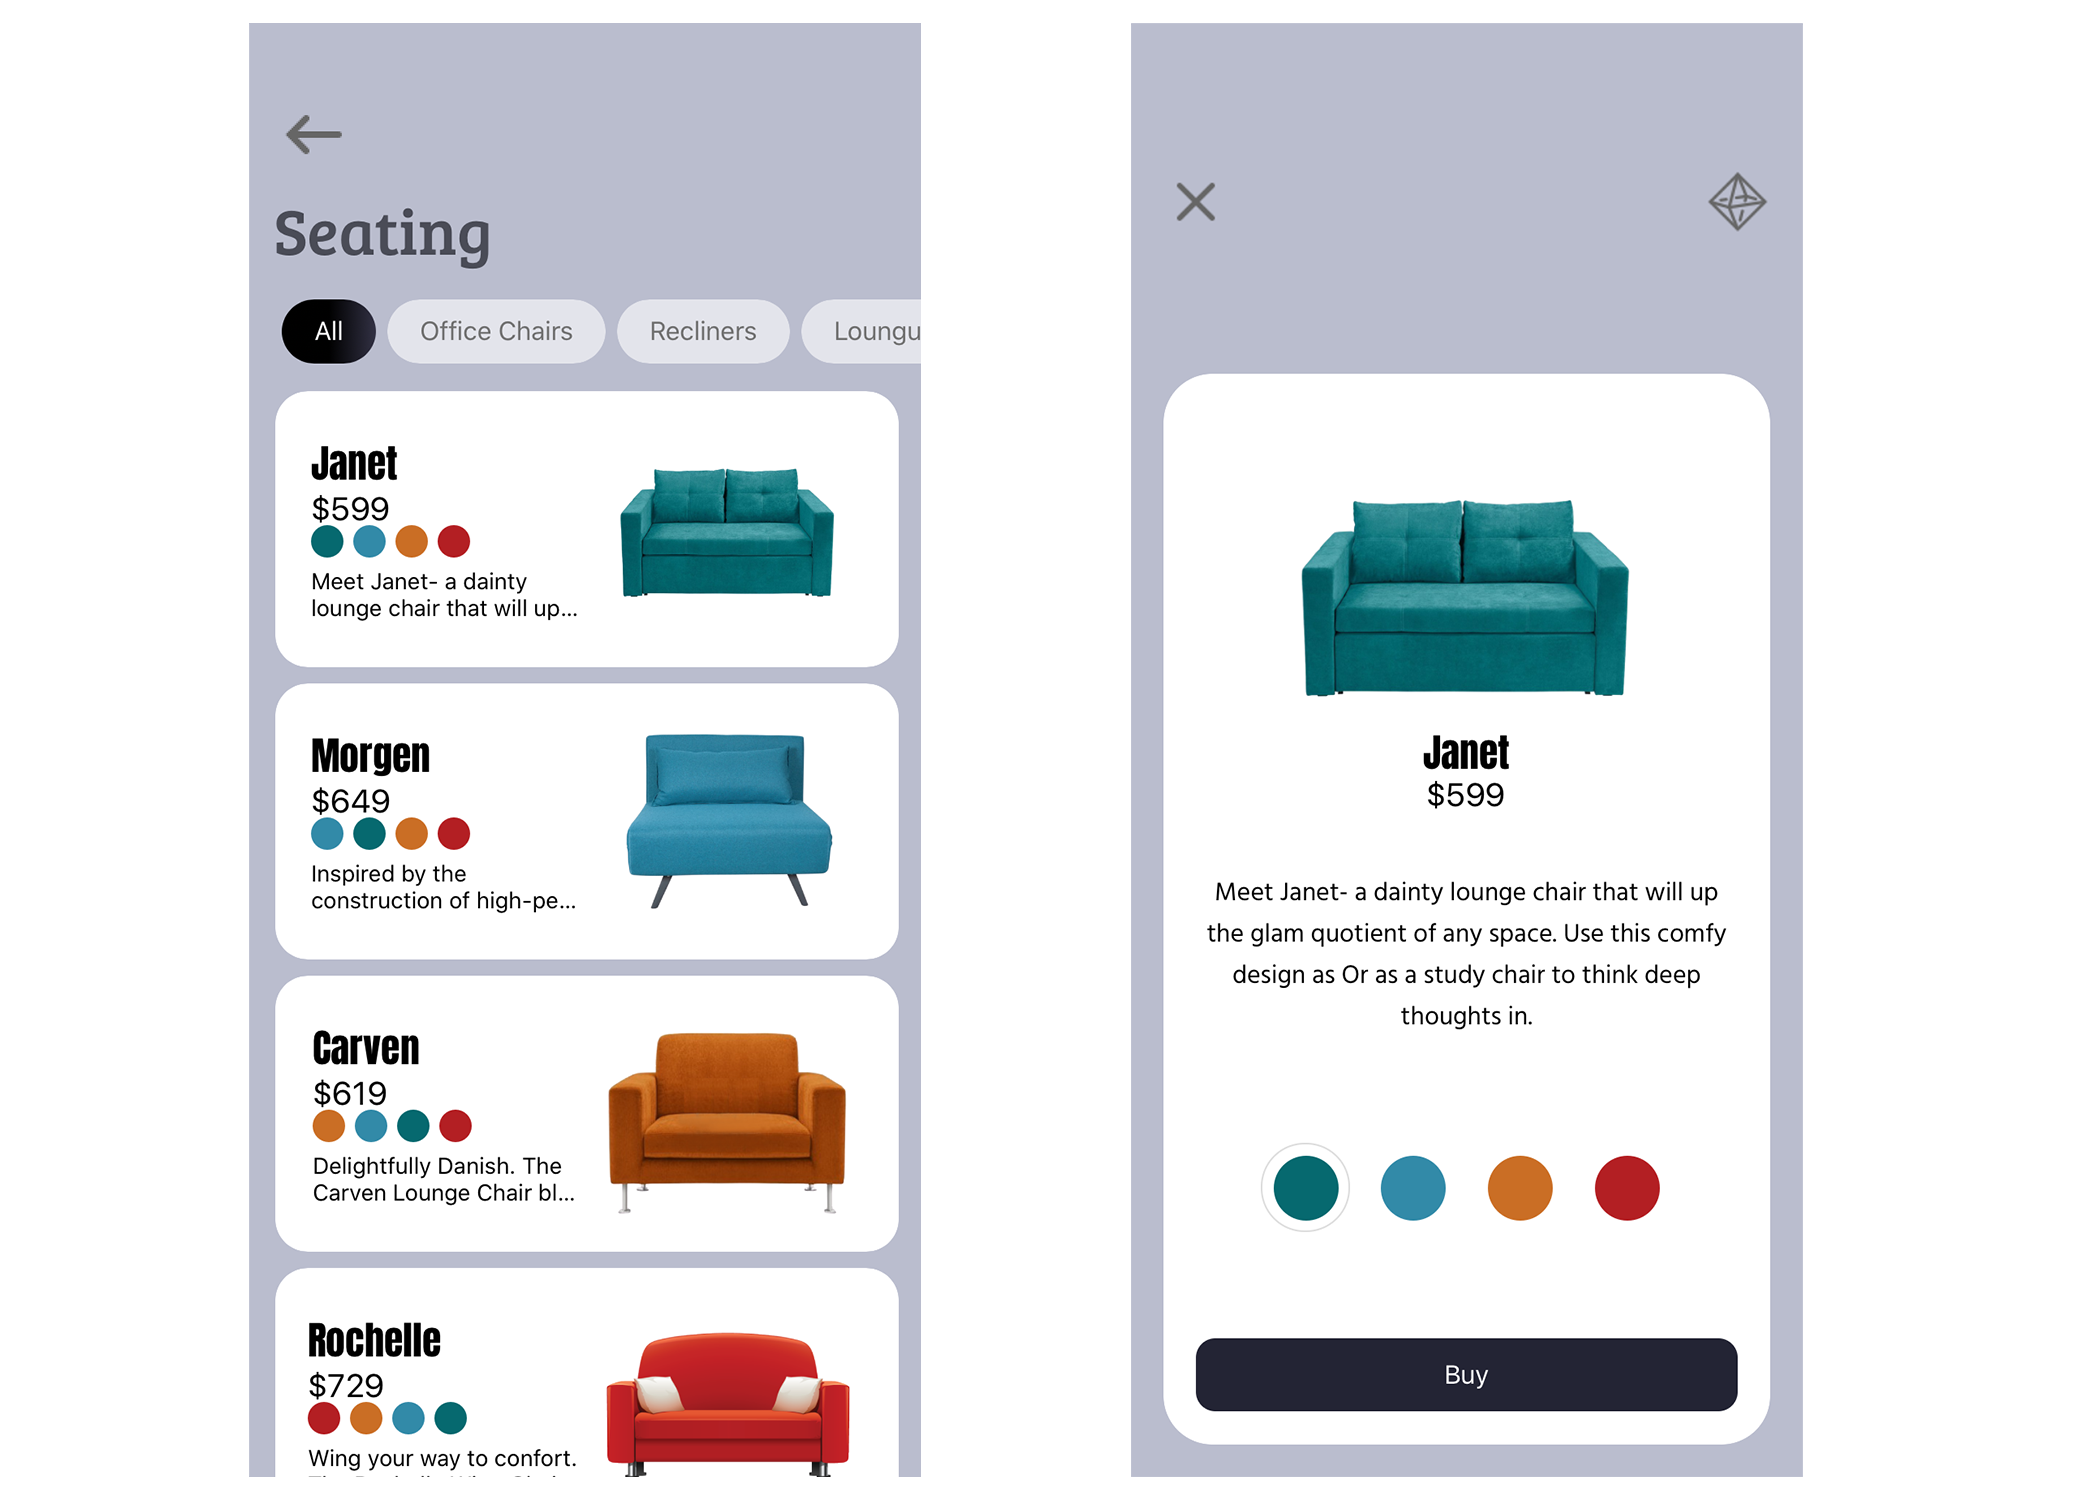 Seating
All Office Chairs Recliners Loungu
Janet
$599
Meet Janet- a dainty
lounge chair that will up...
Morgen
$649
Inspired by the
construction of high-pe...
Carven
$619
Delightfully Danish. The
Carven Lounge Chair bl...
Rochelle
$729
Wing your way to confort.
Janet
$599
Meet Janet- a dainty lounge chair that will up
the glam quotient of any space. Use this comfy
design as Or as a study chair to think deep
thoughts in.
Buy